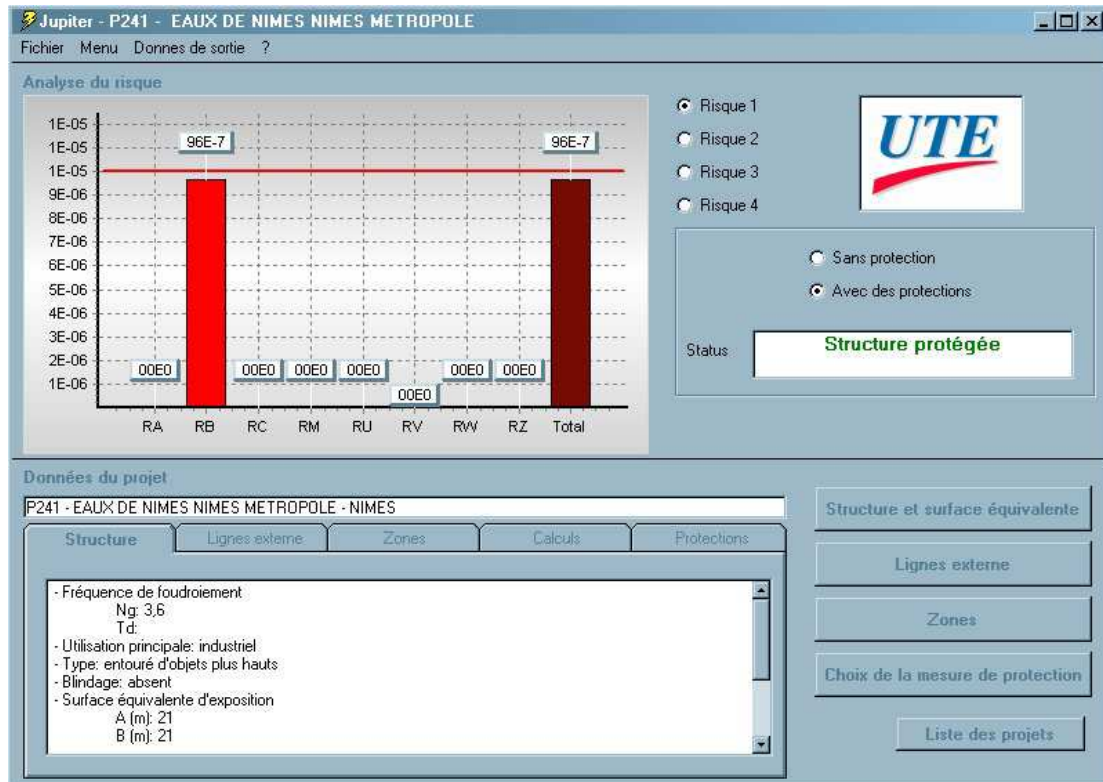 Jupiter - P241 - EAUX DE NIMES NIMES METROPOLE
Fichier Menu Donnes de sortie ?
Analyse du risque
1E-05
1E-05
1E-05
9E-06
8E-06
7E-06
6E-06
5E-06
4E-06
3E-06
2E-06
1E-06
96E-7
96E-7
00E0
00E0
00E0
00E0
00E0
00E0
00E0
RA RB RC RM RU RV RW RZ Total
Risque 1
Risque 2
Risque 3
Risque 4
UTE
Sans protection
Avec des protections
Status
Structure protégée
Données du projet
P241 - EAUX DE NIMES NIMES METROPOLE - NIMES
Structure Lignes externe Zones Calculs Protections
- Fréquence de foudroiement
Ng: 3,6
Td:
- Utilisation principale: industriel
- Type: entouré d'objets plus hauts
- Blindage: absent
- Surface équivalente d'exposition
A (m): 21
B (m): 21
Structure et surface équivalente
Lignes externe
Zones
Choix de la mesure de protection
Liste des projets